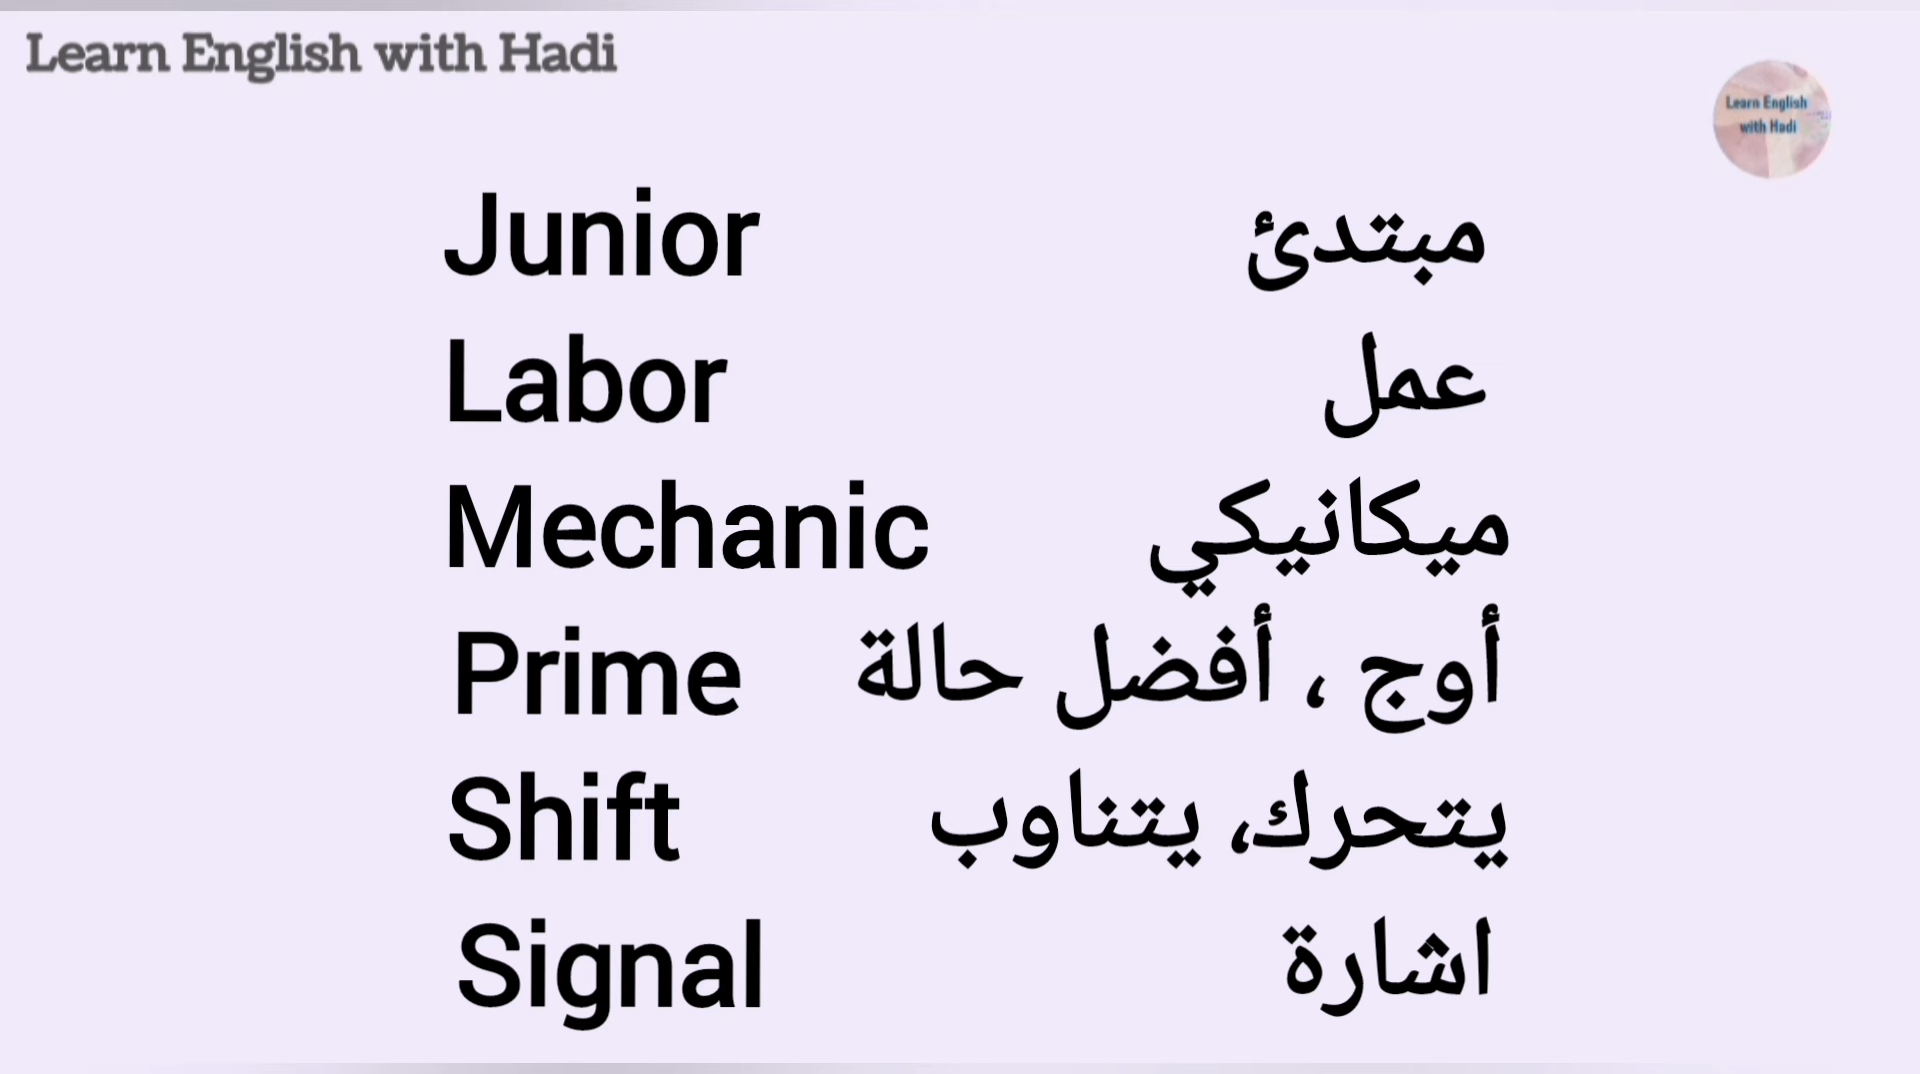 Learn English with Hadi
Learn English
with Hadi
Junior مبتدئ
Labor عمل
Mechanic ميكانيكي
Prime أوج ، أفضل حالة
Shift يتحرك، يتناوب
Signal اشارة